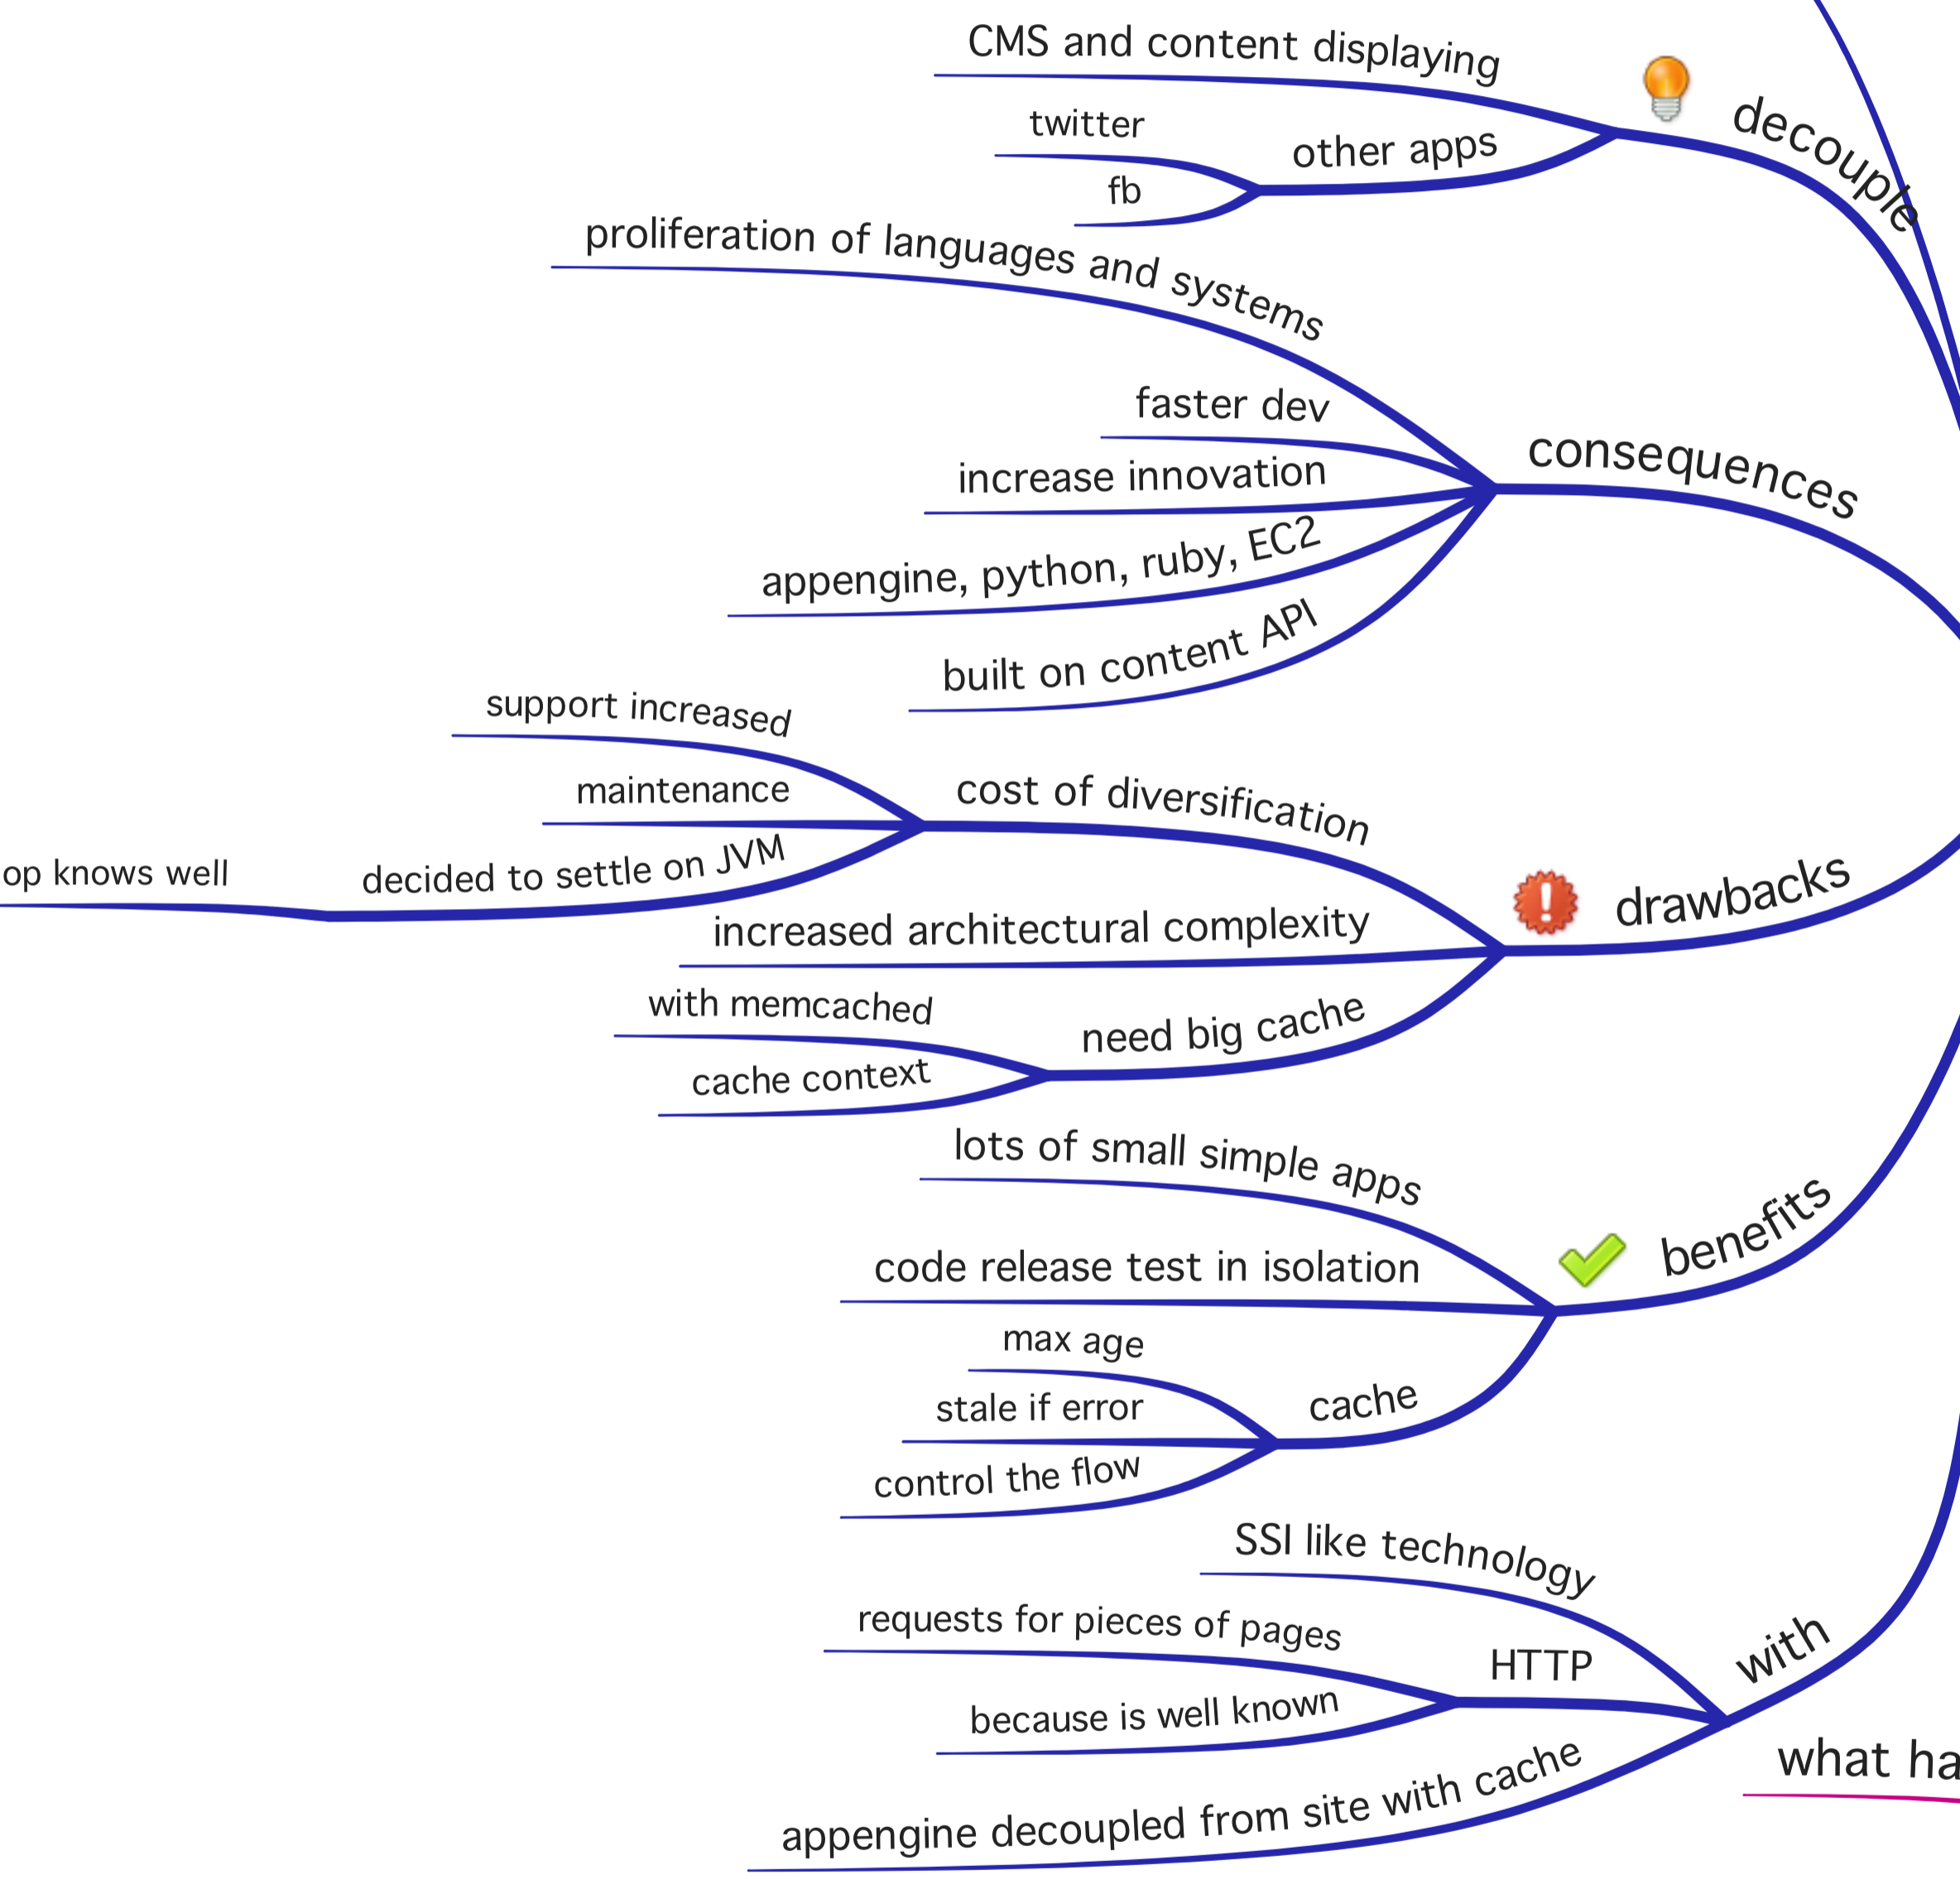 CMS and content displaying
decouple
twitter
other apps
fb
proliferation of languages and systems
faster dev
consequences
increase innovation
appengine, python, ruby, EC2
built on content API
support increased
maintenance
cost of diversification
decided to settle on JVM
op knows well
drawbacks
increased architectural complexity
with memcached
need big cache
cache context
lots of small simple apps
benefits
code release test in isolation
max age
cache
stale if error
control the flow
SSI like technology
with
requests for pieces of pages
HTTP
because is well known
appengine decoupled from site with cache
what ha